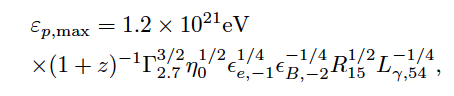 ε_{p,max} = 1.2 × 10^{21} eV
×(1 + z)^{-1} Γ_{2.7}^{3/2} η_0^{1/2} ϵ_{e,-1}^{1/4} ϵ_{B,-2}^{-1/4} R_{15}^{1/2} L_{γ,54}^{-1/4},